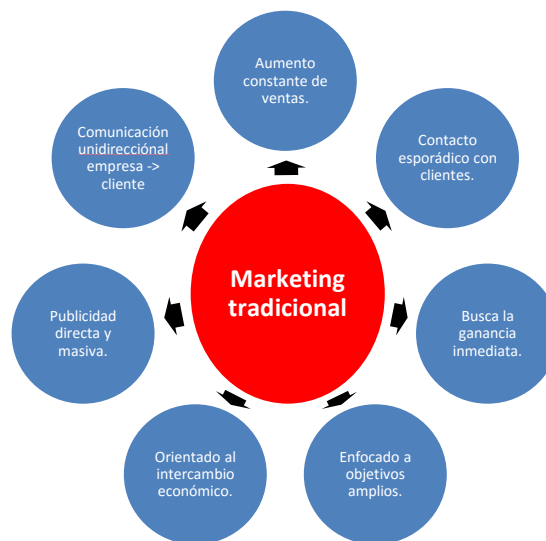 Aumento
constante de
ventas.
Contacto
esporádico con
clientes.
Busca la
ganancia
inmediata.
Enfocado a
objetivos
amplios.
Orientado al
intercambio
económico.
Publicidad
directa y
masiva.
Comunicación
unidirecciónal
empresa ->
cliente
Marketing
tradicional